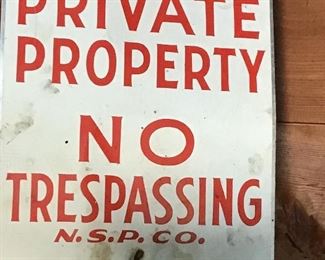 PRIVATE
PROPERTY
NO
TRESPASSING
N.S.P.CO.